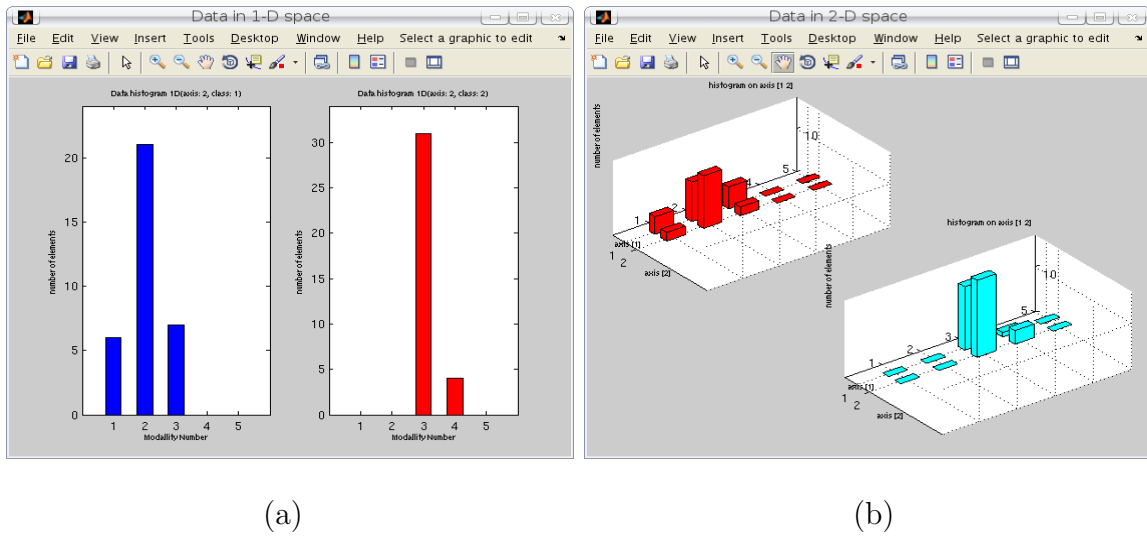 Data in 1-D space
File Edit View Insert Tools Desktop Window Help Select a graphic to edit
Data histogram 1D(axis: 2, class: 1)
number of elements
20
15
10
5
0
1 2 3 4 5
Modallity Number
Data histogram 1D(axis: 2, class: 2)
number of elements
30
25
20
15
10
5
0
1 2 3 4 5
Modallity Number
(a)
Data in 2-D space
File Edit View Insert Tools Desktop Window Help Select a graphic to edit
histogram on axis [1 2]
number of elements
10
5
4
2
1
axis [1]
1
2
axis [2]
histogram on axis [1 2]
number of elements
10
5
3
2
1
axis [1]
1
2
axis [2]
(b)